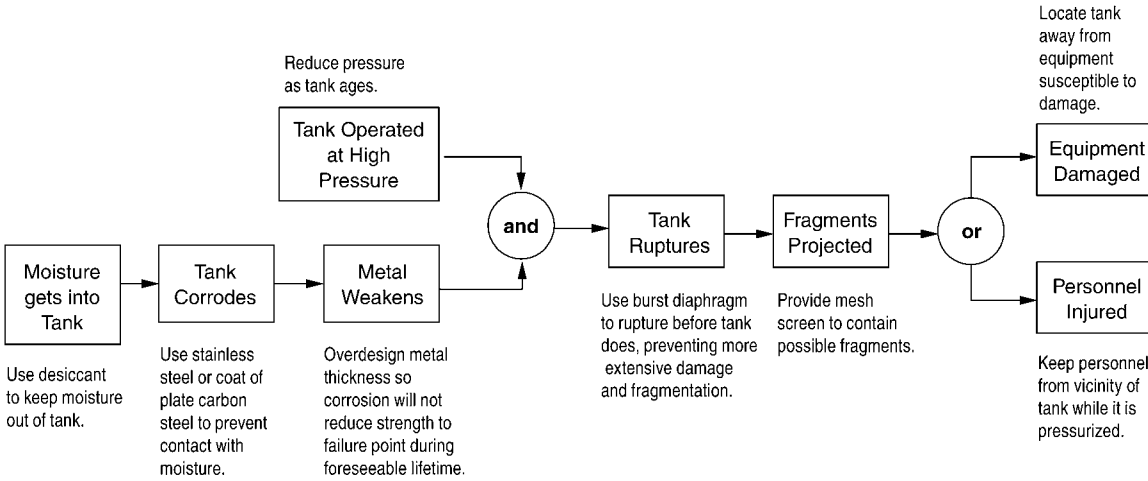 Locate tank
away from
equipment
susceptible to
damage.
Reduce pressure
as tank ages.
Tank Operated
at High
Pressure
Equipment
Damaged
and
Tank
Ruptures
Fragments
Projected
or
Moisture
gets into
Tank
Tank
Corrodes
Metal
Weakens
Personnel
Injured
Use desiccant
to keep moisture
out of tank.
Use stainless
steel or coat of
plate carbon
steel to prevent
contact with
moisture.
Overdesign metal
thickness so
corrosion will not
reduce strength to
failure point during
foreseeable lifetime.
Use burst diaphragm
to rupture before tank
does, preventing more
extensive damage
and fragmentation.
Provide mesh
screen to contain
possible fragments.
Keep personnel
from vicinity of
tank while it is
pressurized.